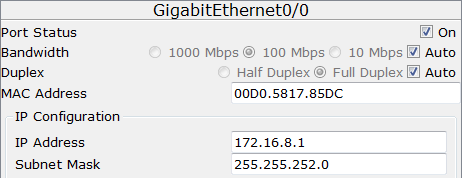 GigabitEthernet0/0
Port Status On
Bandwidth 1000 Mbps 100 Mbps 10 Mbps Auto
Duplex Half Duplex Full Duplex Auto
MAC Address 00D0.5817.85DC
IP Configuration
IP Address 172.16.8.1
Subnet Mask 255.255.252.0